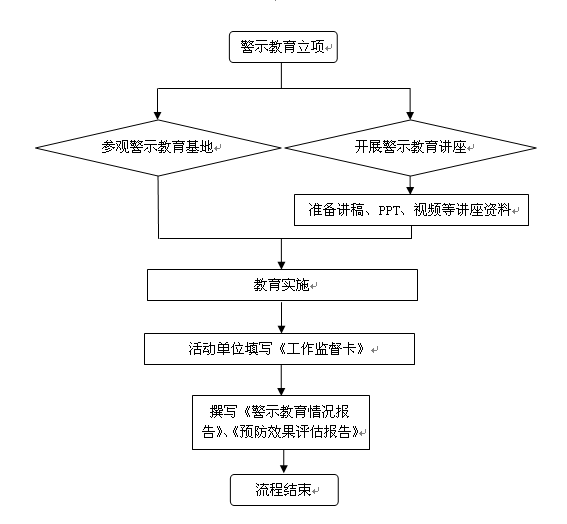 警示教育立项
参观警示教育基地
开展警示教育讲座
准备讲稿、PPT、视频等讲座资料
教育实施
活动单位填写《工作监督卡》
撰写《警示教育情况报
告》、《预防效果评估报告》
流程结束